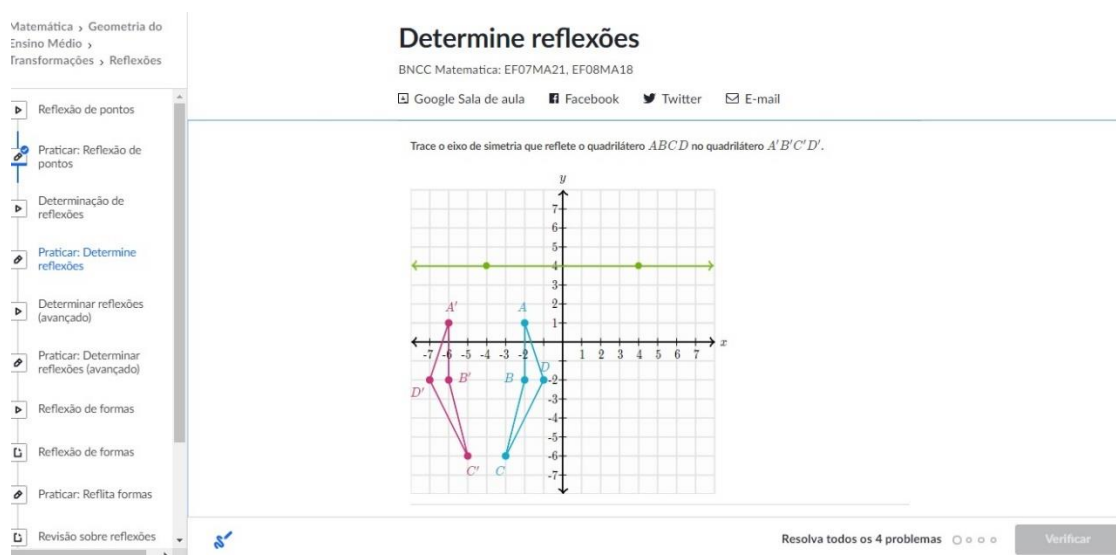 Matemática › Geometria do
Ensino Médio ›
Transformações › Reflexões
Reflexão de pontos
Praticar: Reflexão de
pontos
Determinação de
reflexões
Praticar: Determine
reflexões
Determinar reflexões
(avançado)
Praticar: Determinar
reflexões (avançado)
Reflexão de formas
Reflexão de formas
Praticar: Reflita formas
Revisão sobre reflexões
Determine reflexões
BNCC Matematica: EF07MA21, EF08MA18
Google Sala de aula Facebook Twitter E-mail
Trace o eixo de simetria que reflete o quadrilátero ABCD no quadrilátero A'B'C'D'.
y
7
6
5
4
3
A' A 2
1
x
-7 -6 -5 -4 -3 -2 1 2 3 4 5 6 7
D
B' B -2
D'
-3
-4
-5
-6
C' C
-7
Resolva todos os 4 problemas
Verificar